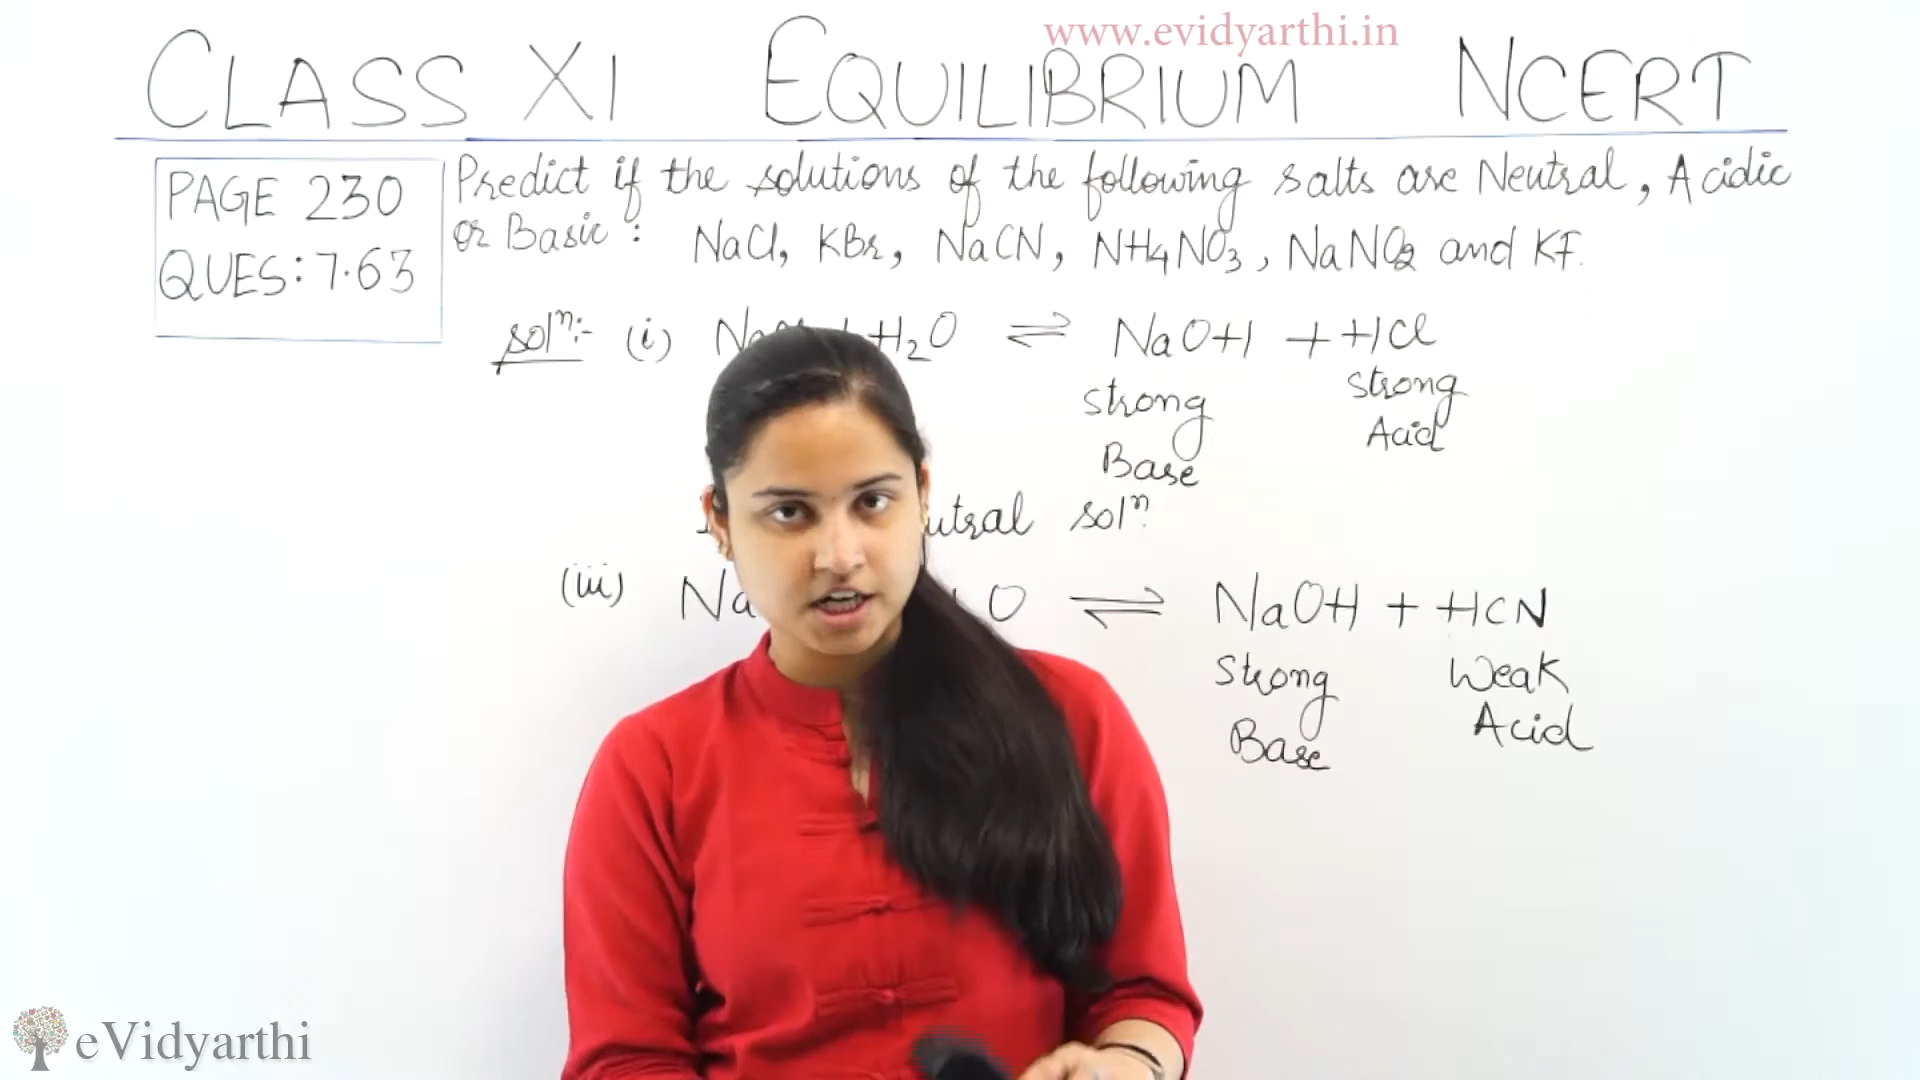 www.evidyarthi.in
CLASS XI EQUILIBRIUM NCERT
PAGE 230
QUES: 7.63
Predict if the solutions of the following salts are Neutral, Acidic
or Basic: NaCl, KBr, NaCN, NH4NO3, NaNO2 and KF.
solⁿ:- (i) + H2O ⇌ NaOH + HCl
strong Base
strong Acid
solⁿ
(iii) ⇌ NaOH + HCN
Strong Base
Weak Acid
eVidyarthi